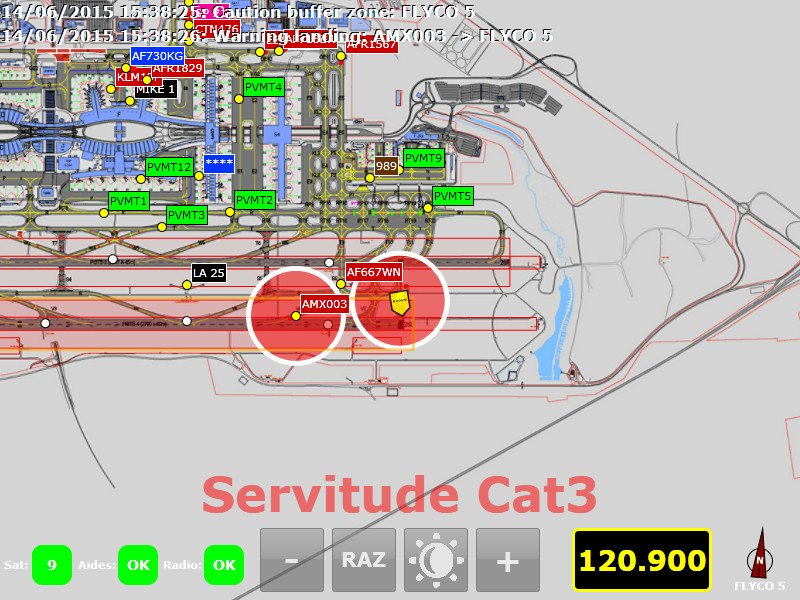 14/06/2015 15:38:25: Caution buffer zone: FLYCO 5
14/06/2015 15:38:26: Warning landing: AMX003 -> FLYCO 5
AFR1567
AF730KG
AFR1829
MIKE 1
PVMT4
PVMT12
****
989
PVMT9
PVMT1
PVMT3
PVMT2
PVMT5
LA 25
AF667WN
AMX003
Servitude Cat3
Sat: 9 Aides: OK Radio: OK - RAZ + 120.900
N
FLYCO 5